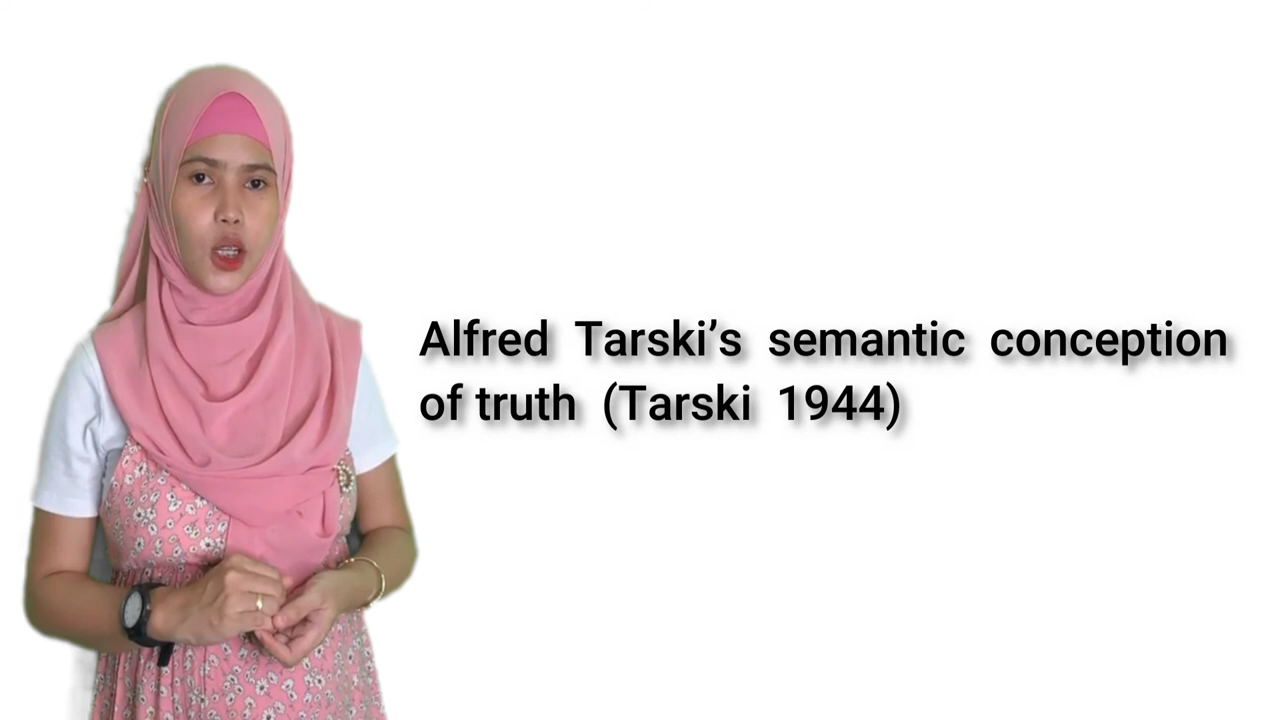 Alfred Tarski’s semantic conception
of truth (Tarski 1944)